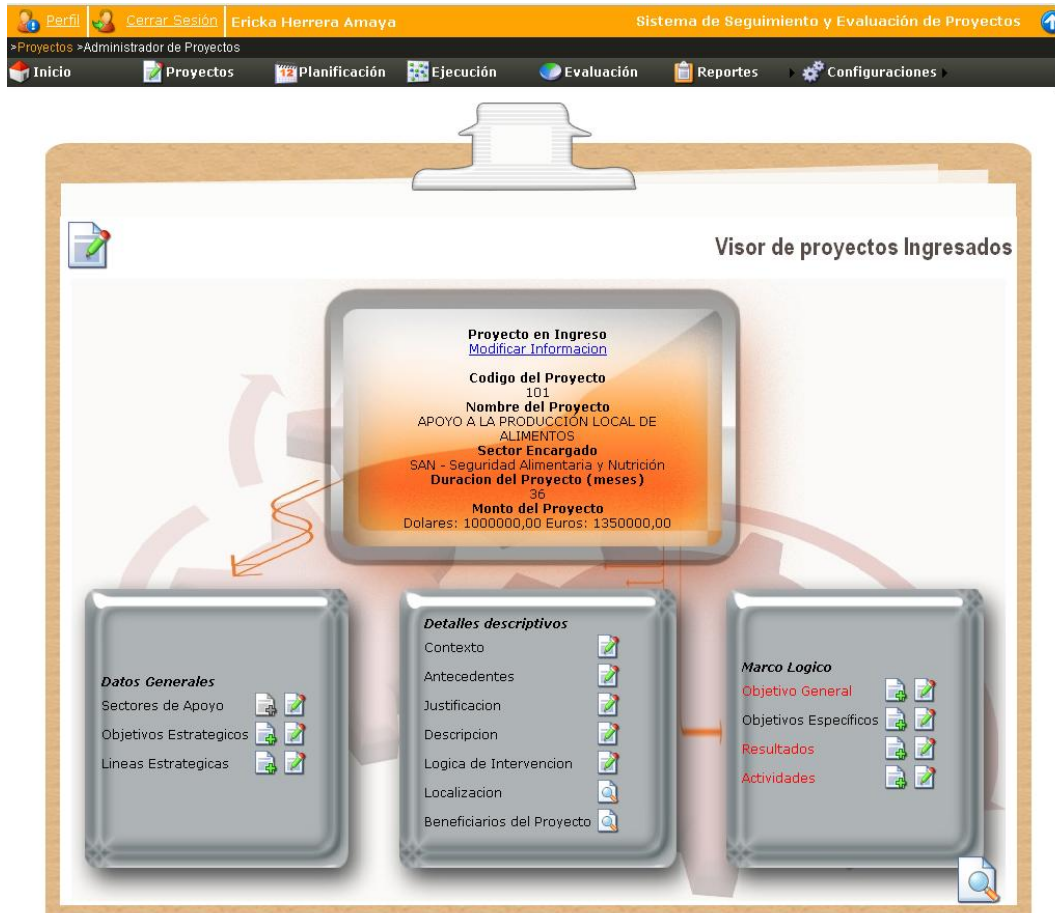 Perfil Cerrar Sesión Ericka Herrera Amaya Sistema de Seguimiento y Evaluación de Proyectos
»Proyectos »Administrador de Proyectos
Inicio Proyectos 12 Planificación Ejecución Evaluación Reportes Configuraciones
Visor de proyectos Ingresados
Proyecto en Ingreso
Modificar Informacion
Codigo del Proyecto
101
Nombre del Proyecto
APOYO A LA PRODUCCIÓN LOCAL DE
ALIMENTOS
Sector Encargado
SAN - Seguridad Alimentaria y Nutrición
Duracion del Proyecto (meses)
36
Monto del Proyecto
Dolares: 1000000,00 Euros: 1350000,00
Datos Generales
Sectores de Apoyo
Objetivos Estrategicos
Lineas Estrategicas
Detalles descriptivos
Contexto
Antecedentes
Justificacion
Descripcion
Logica de Intervencion
Localizacion
Beneficiarios del Proyecto
Marco Logico
Objetivo General
Objetivos Específicos
Resultados
Actividades